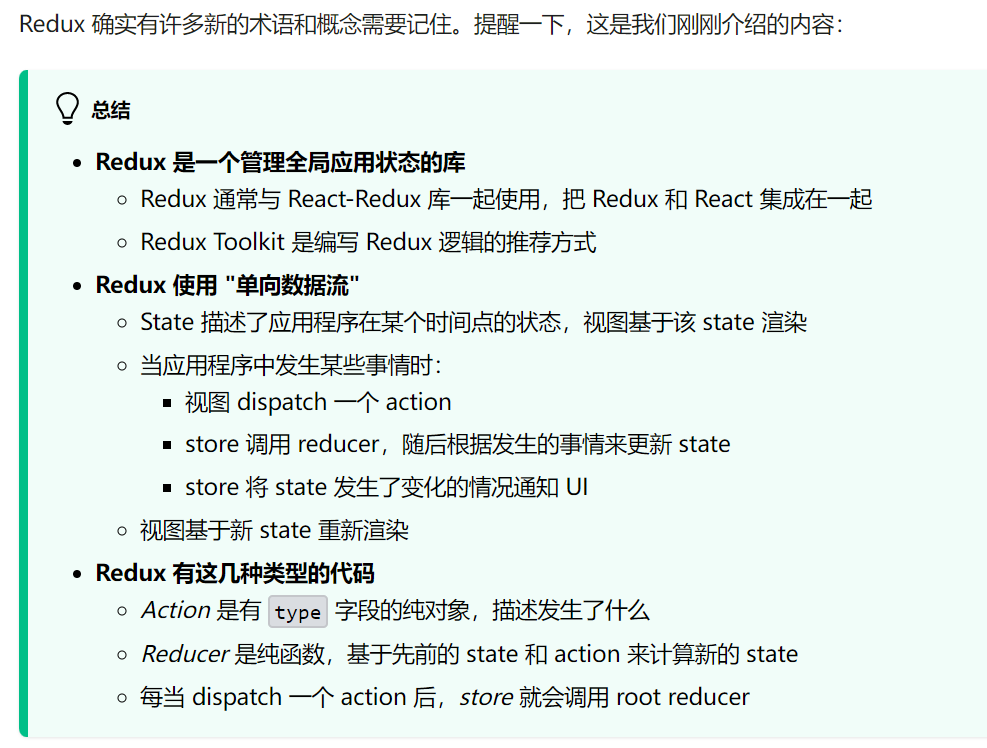 Redux 确实有许多新的术语和概念需要记住。提醒一下，这是我们刚刚介绍的内容：
总结
Redux 是一个管理全局应用状态的库
Redux 通常与 React-Redux 库一起使用，把 Redux 和 React 集成在一起
Redux Toolkit 是编写 Redux 逻辑的推荐方式
Redux 使用 "单向数据流"
State 描述了应用程序在某个时间点的状态，视图基于该 state 渲染
当应用程序中发生某些事情时：
视图 dispatch 一个 action
store 调用 reducer，随后根据发生的事情来更新 state
store 将 state 发生了变化的情况通知 UI
视图基于新 state 重新渲染
Redux 有这几种类型的代码
Action 是有 type 字段的纯对象，描述发生了什么
Reducer 是纯函数，基于先前的 state 和 action 来计算新的 state
每当 dispatch 一个 action 后，store 就会调用 root reducer